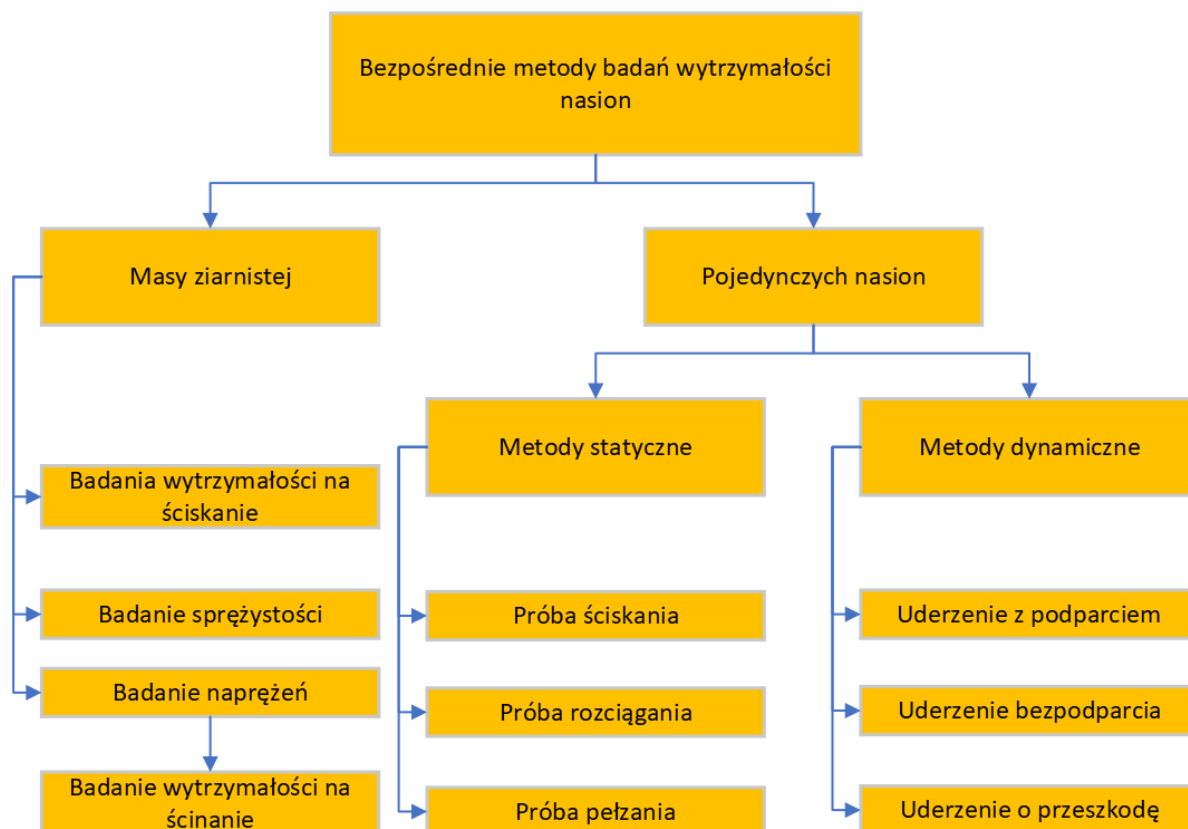 Bezpośrednie metody badań wytrzymałości
nasion
Masy ziarnistej
Pojedynczych nasion
Metody statyczne
Metody dynamiczne
Badania wytrzymałości na
ściskanie
Badanie sprężystości
Badanie naprężeń
Badanie wytrzymałości na
ścinanie
Próba ściskania
Próba rozciągania
Próba pełzania
Uderzenie z podparciem
Uderzenie bezpodparcia
Uderzenie o przeszkodę